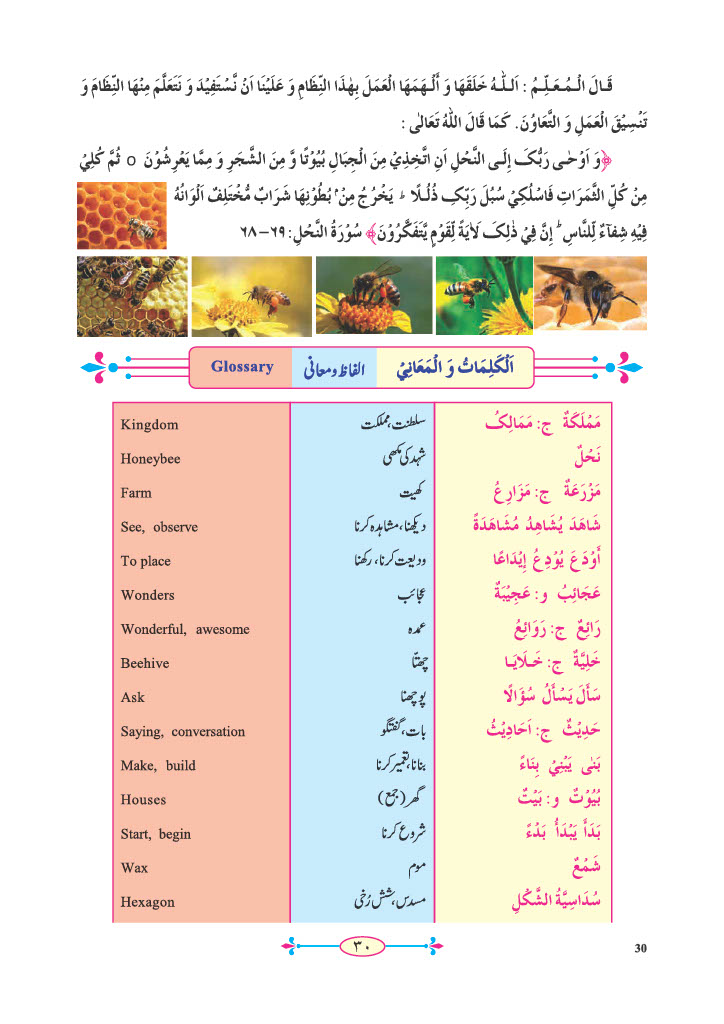 قَالَ الْمُعَلِّمُ : اَللّٰهُ خَلَقَهَا وَ أَلْهَمَهَا الْعَمَلَ بِهٰذَا النِّظَامِ وَ عَلَيْنَا اَنْ نَّسْتَفِيْدَ وَ نَتَعَلَّمَ مِنْهَا النِّظَامَ وَ
تَنْسِيْقَ الْعَمَلِ وَ التَّعَاوُنَ. كَمَا قَالَ اللّٰهُ تَعَالٰى :
﴿وَ اَوْحٰى رَبُّكَ إِلَى النَّحْلِ اَنِ اتَّخِذِيْ مِنَ الْجِبَالِ بُيُوْتًا وَّ مِنَ الشَّجَرِ وَ مِمَّا يَعْرِشُوْنَ o ثُمَّ كُلِيْ
مِنْ كُلِّ الثَّمَرَاتِ فَاسْلُكِيْ سُبُلَ رَبِّكِ ذُلُلًا ؕ يَخْرُجُ مِنْۢ بُطُوْنِهَا شَرَابٌ مُّخْتَلِفٌ اَلْوَانُهُ
فِيْهِ شِفَآءٌ لِّلنَّاسِ ؕ إِنَّ فِيْ ذٰلِكَ لَاٰيَةً لِّقَوْمٍ يَّتَفَكَّرُوْنَ﴾ سُوْرَةُ النَّحْلِ: ۶۹–۶۸
اَلْكَلِمَاتُ وَ الْمَعَانِيْ الفاظ و معانی Glossary
مَمْلَكَةٌ ج: مَمَالِكُ سلطنت، مملکت Kingdom
نَحْلٌ شہد کی مکھی Honeybee
مَزْرَعَةٌ ج: مَزَارِعُ کھیت Farm
شَاهَدَ يُشَاهِدُ مُشَاهَدَةً دیکھنا، مشاہدہ کرنا See, observe
أَوْدَعَ يُوْدِعُ إِيْدَاعًا ودیعت کرنا، رکھنا To place
عَجَائِبُ و: عَجِيْبَةٌ عجائب Wonders
رَائِعٌ ج: رَوَائِعُ عمدہ Wonderful, awesome
خَلِيَّةٌ ج: خَلَايَا چھتّا Beehive
سَأَلَ يَسْأَلُ سُؤَالًا پوچھنا Ask
حَدِيْثٌ ج: اَحَادِيْثُ بات، گفتگو Saying, conversation
بَنٰى يَبْنِيْ بِنَاءً بنانا، تعمیر کرنا Make, build
بُيُوْتٌ و: بَيْتٌ گھر (جمع) Houses
بَدَأَ يَبْدَأُ بَدْءً شروع کرنا Start, begin
شَمْعٌ موم Wax
سُدَاسِيَّةُ الشَّكْلِ مسدس، شش رُخی Hexagon
۳۰
30